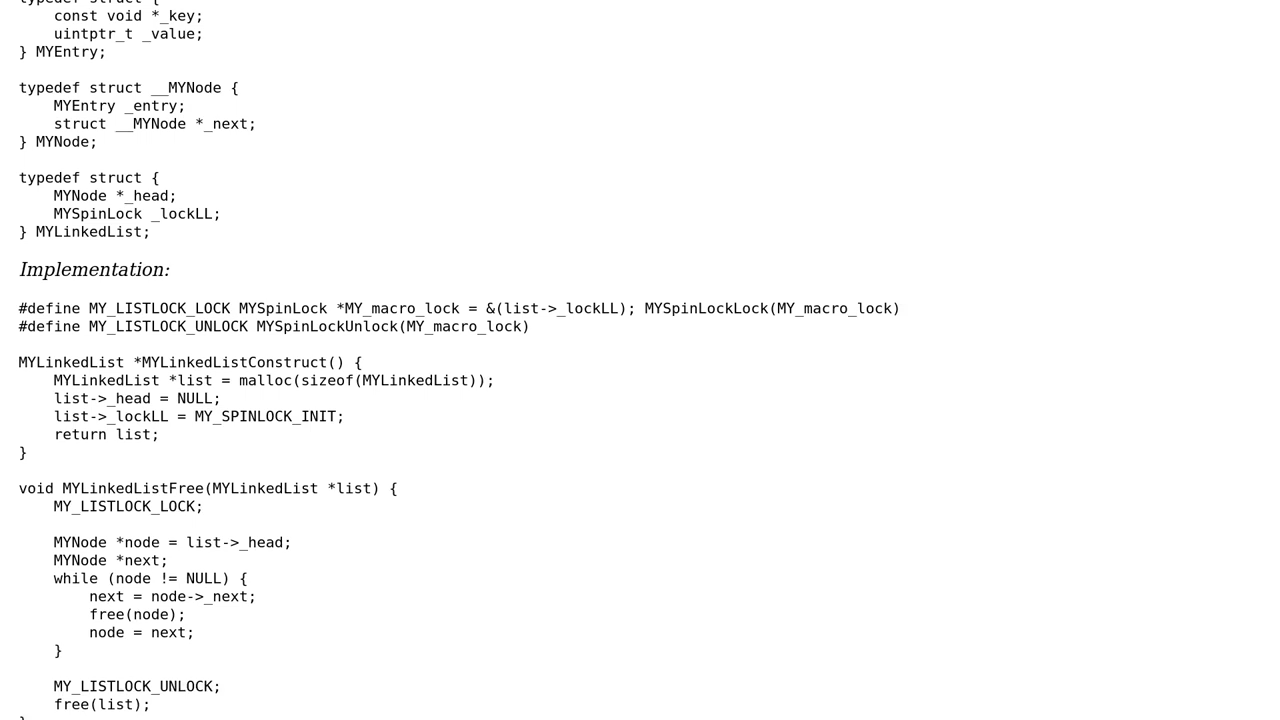 typedef struct {
    const void *_key;
    uintptr_t _value;
} MYEntry;

typedef struct __MYNode {
    MYEntry _entry;
    struct __MYNode *_next;
} MYNode;

typedef struct {
    MYNode *_head;
    MYSpinLock _lockLL;
} MYLinkedList;

Implementation:

#define MY_LISTLOCK_LOCK MYSpinLock *MY_macro_lock = &(list->_lockLL); MYSpinLockLock(MY_macro_lock)
#define MY_LISTLOCK_UNLOCK MYSpinLockUnlock(MY_macro_lock)

MYLinkedList *MYLinkedListConstruct() {
    MYLinkedList *list = malloc(sizeof(MYLinkedList));
    list->_head = NULL;
    list->_lockLL = MY_SPINLOCK_INIT;
    return list;
}

void MYLinkedListFree(MYLinkedList *list) {
    MY_LISTLOCK_LOCK;

    MYNode *node = list->_head;
    MYNode *next;
    while (node != NULL) {
        next = node->_next;
        free(node);
        node = next;
    }

    MY_LISTLOCK_UNLOCK;
    free(list);
}